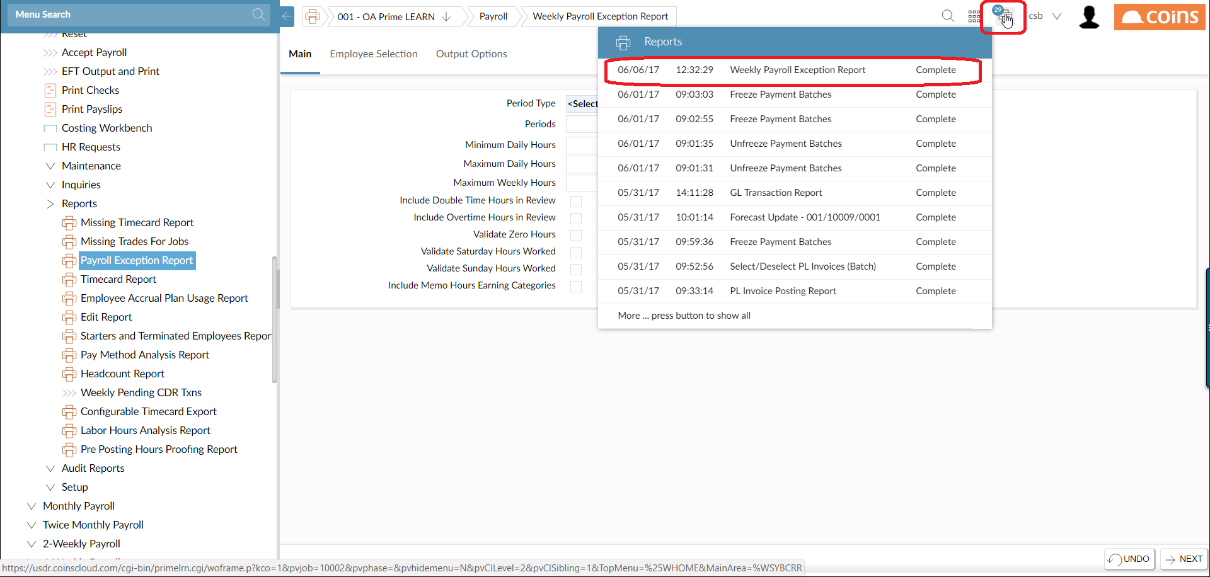 Menu Search
001 - OA Prime LEARN
Payroll
Weekly Payroll Exception Report
29
csb
COINS
Reset
Accept Payroll
EFT Output and Print
Print Checks
Print Payslips
Costing Workbench
HR Requests
Maintenance
Inquiries
Reports
Missing Timecard Report
Missing Trades For Jobs
Payroll Exception Report
Timecard Report
Employee Accrual Plan Usage Report
Edit Report
Starters and Terminated Employees Repor
Pay Method Analysis Report
Headcount Report
Weekly Pending CDR Txns
Configurable Timecard Export
Labor Hours Analysis Report
Pre Posting Hours Proofing Report
Audit Reports
Setup
Monthly Payroll
Twice Monthly Payroll
2-Weekly Payroll
Main Employee Selection Output Options
Period Type <Select
Periods
Minimum Daily Hours
Maximum Daily Hours
Maximum Weekly Hours
Include Double Time Hours in Review
Include Overtime Hours in Review
Validate Zero Hours
Validate Saturday Hours Worked
Validate Sunday Hours Worked
Include Memo Hours Earning Categories
Reports
06/06/17 12:32:29 Weekly Payroll Exception Report Complete
06/01/17 09:03:03 Freeze Payment Batches Complete
06/01/17 09:02:55 Freeze Payment Batches Complete
06/01/17 09:01:35 Unfreeze Payment Batches Complete
06/01/17 09:01:31 Unfreeze Payment Batches Complete
05/31/17 14:11:28 GL Transaction Report Complete
05/31/17 10:01:14 Forecast Update - 001/10009/0001 Complete
05/31/17 09:59:36 Freeze Payment Batches Complete
05/31/17 09:52:56 Select/Deselect PL Invoices (Batch) Complete
05/31/17 09:33:14 PL Invoice Posting Report Complete
More ... press button to show all
UNDO NEXT
https://usdr.coinscloud.com/cgi-bin/primelrn.cgi/woframe.p?kco=1&pvjob=10002&pvphase=&pvhidemenu=N&pvCILevel=2&pvCISibling=1&TopMenu=%25WHOME&MainArea=%WSYBCRR